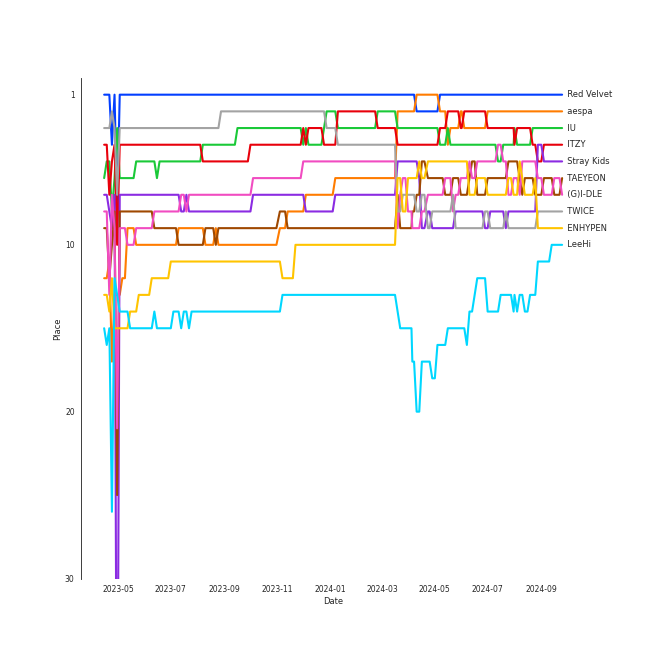 1
10
20
30
Place
2023-05 2023-07 2023-09 2023-11 2024-01 2024-03 2024-05 2024-07 2024-09
Date
Red Velvet
aespa
IU
ITZY
Stray Kids
TAEYEON
(G)I-DLE
TWICE
ENHYPEN
LeeHi